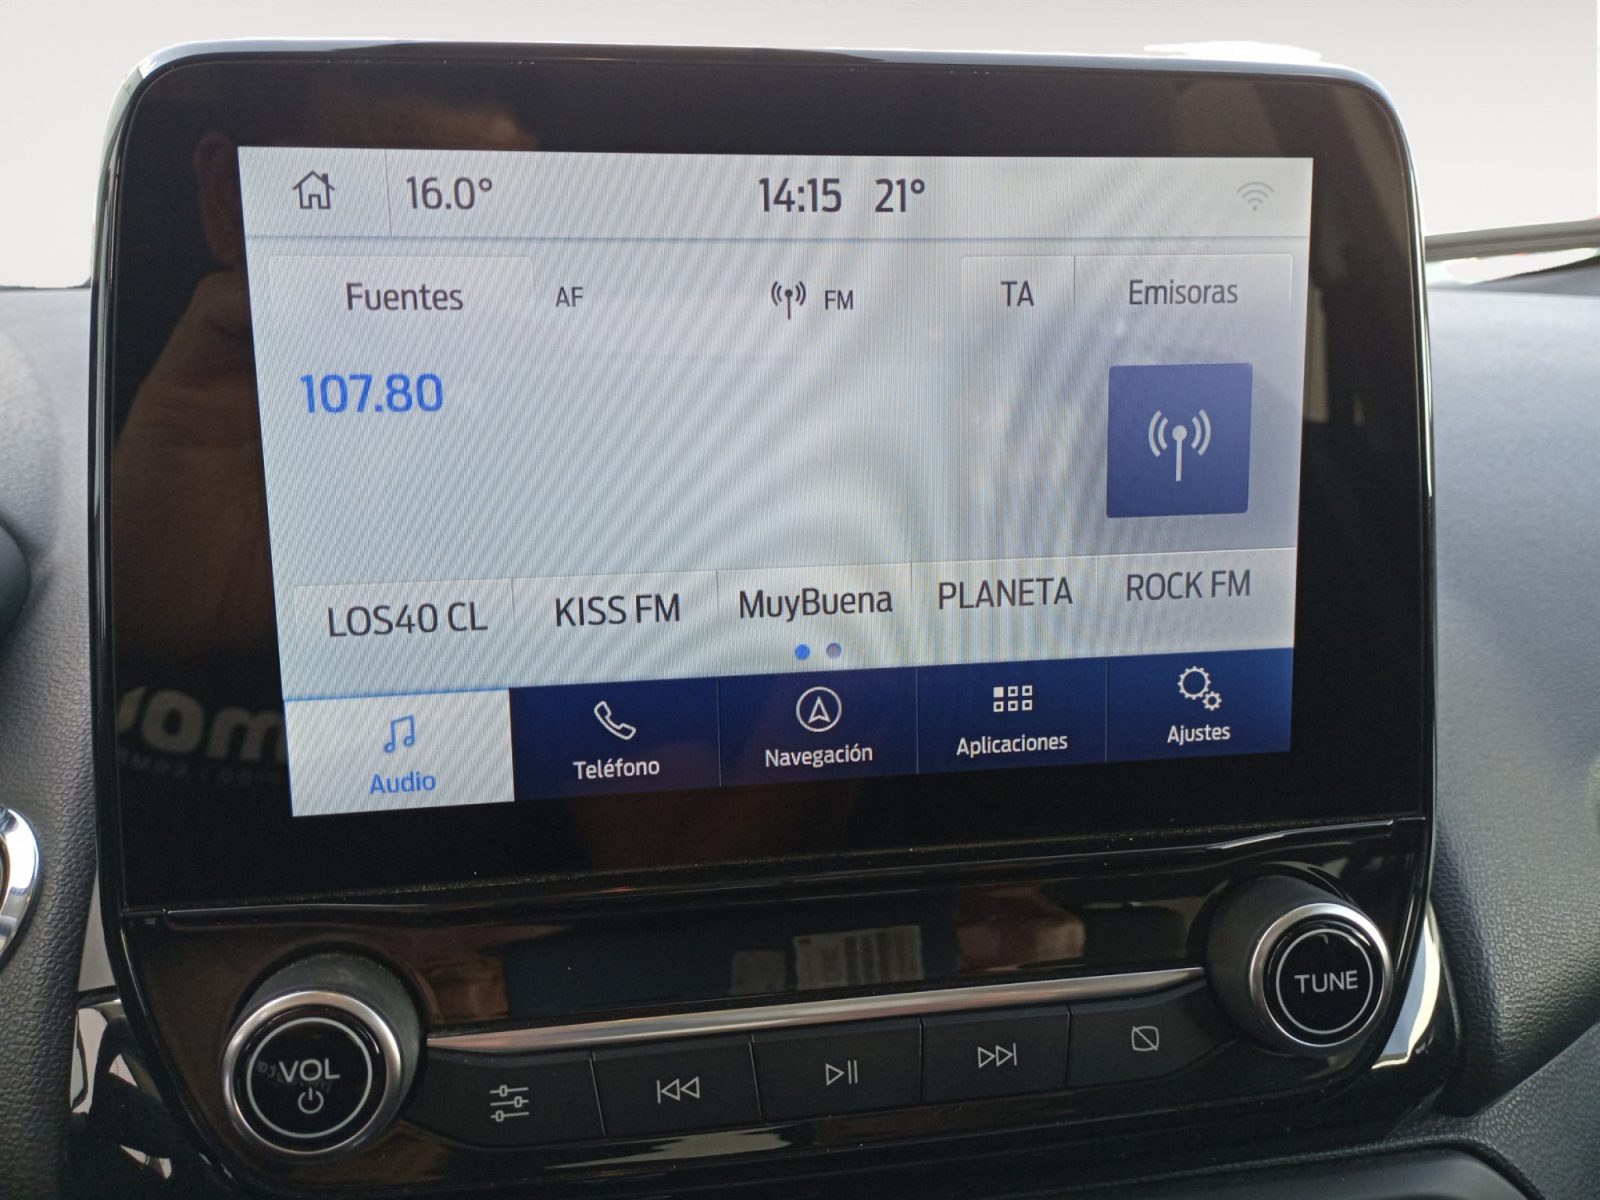 16.0° 14:15 21°
Fuentes AF FM TA Emisoras
107.80
LOS40 CL KISS FM MuyBuena PLANETA ROCK FM
Audio Teléfono Navegación Aplicaciones Ajustes
VOL TUNE